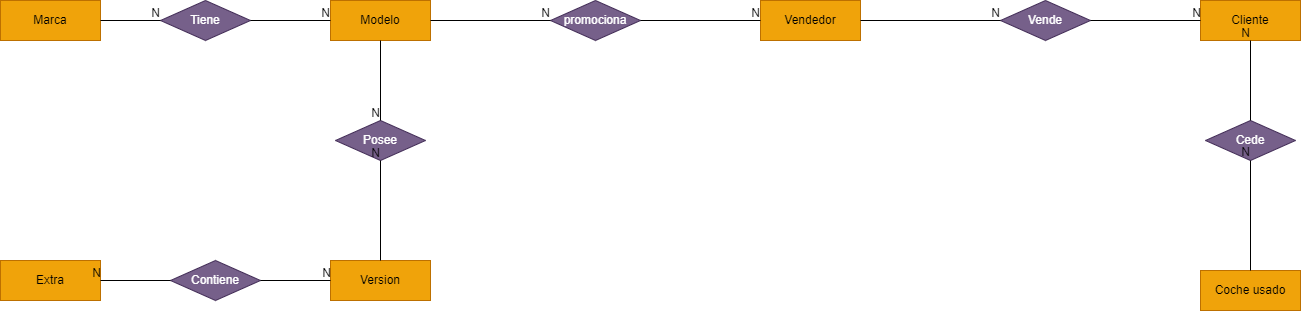 Marca N Tiene N Modelo N promociona N Vendedor N Vende N Cliente
N
N
Posee
N
Cede
N
N
Extra
Contiene
N
Version
Coche usado